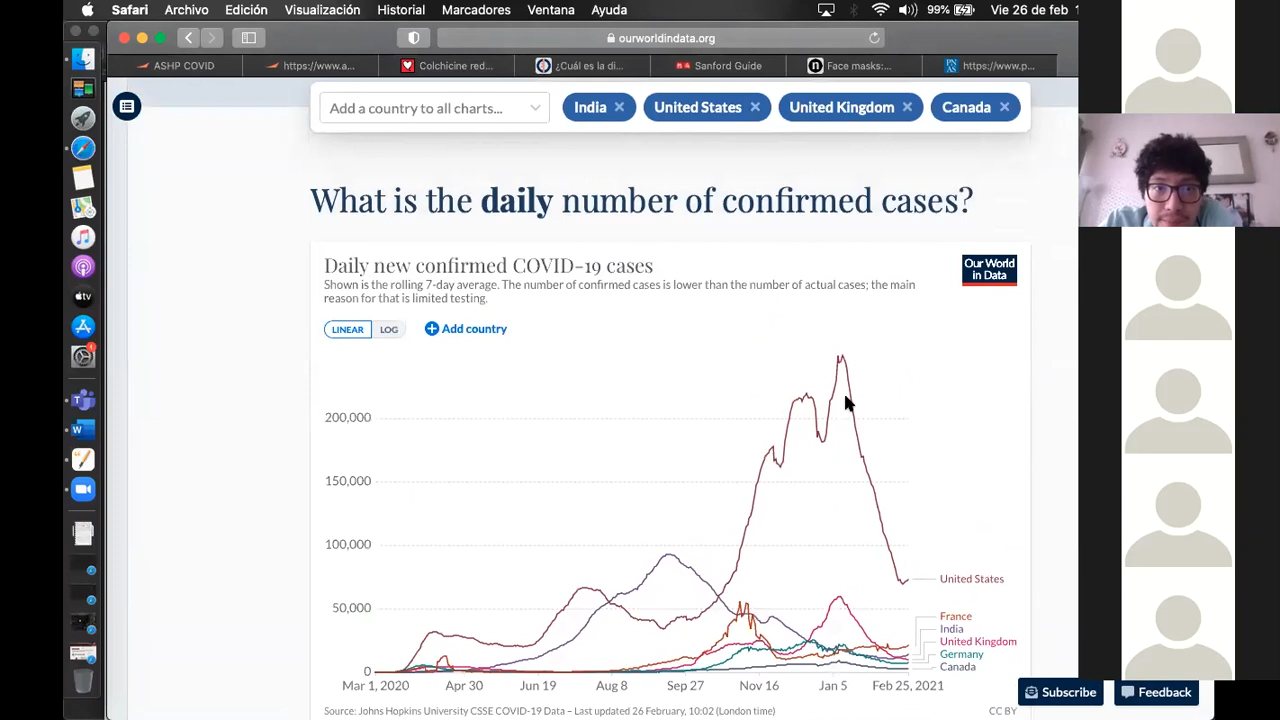 Safari Archivo Edición Visualización Historial Marcadores Ventana Ayuda 99% Vie 26 de feb 1
ourworldindata.org
ASHP COVID https://www.a... Colchicine red... ¿Cuál es la di... Sanford Guide Face masks:... https://www.p...
Add a country to all charts... India United States United Kingdom Canada
What is the daily number of confirmed cases?
Daily new confirmed COVID-19 cases
Shown is the rolling 7-day average. The number of confirmed cases is lower than the number of actual cases; the main
reason for that is limited testing.
Our World
in Data
LINEAR LOG Add country
200,000
150,000
100,000
50,000
0
United States
France
India
United Kingdom
Germany
Canada
Mar 1, 2020 Apr 30 Jun 19 Aug 8 Sep 27 Nov 16 Jan 5 Feb 25, 2021
Source: Johns Hopkins University CSSE COVID-19 Data – Last updated 26 February, 10:02 (London time) CC BY
Subscribe Feedback
tv